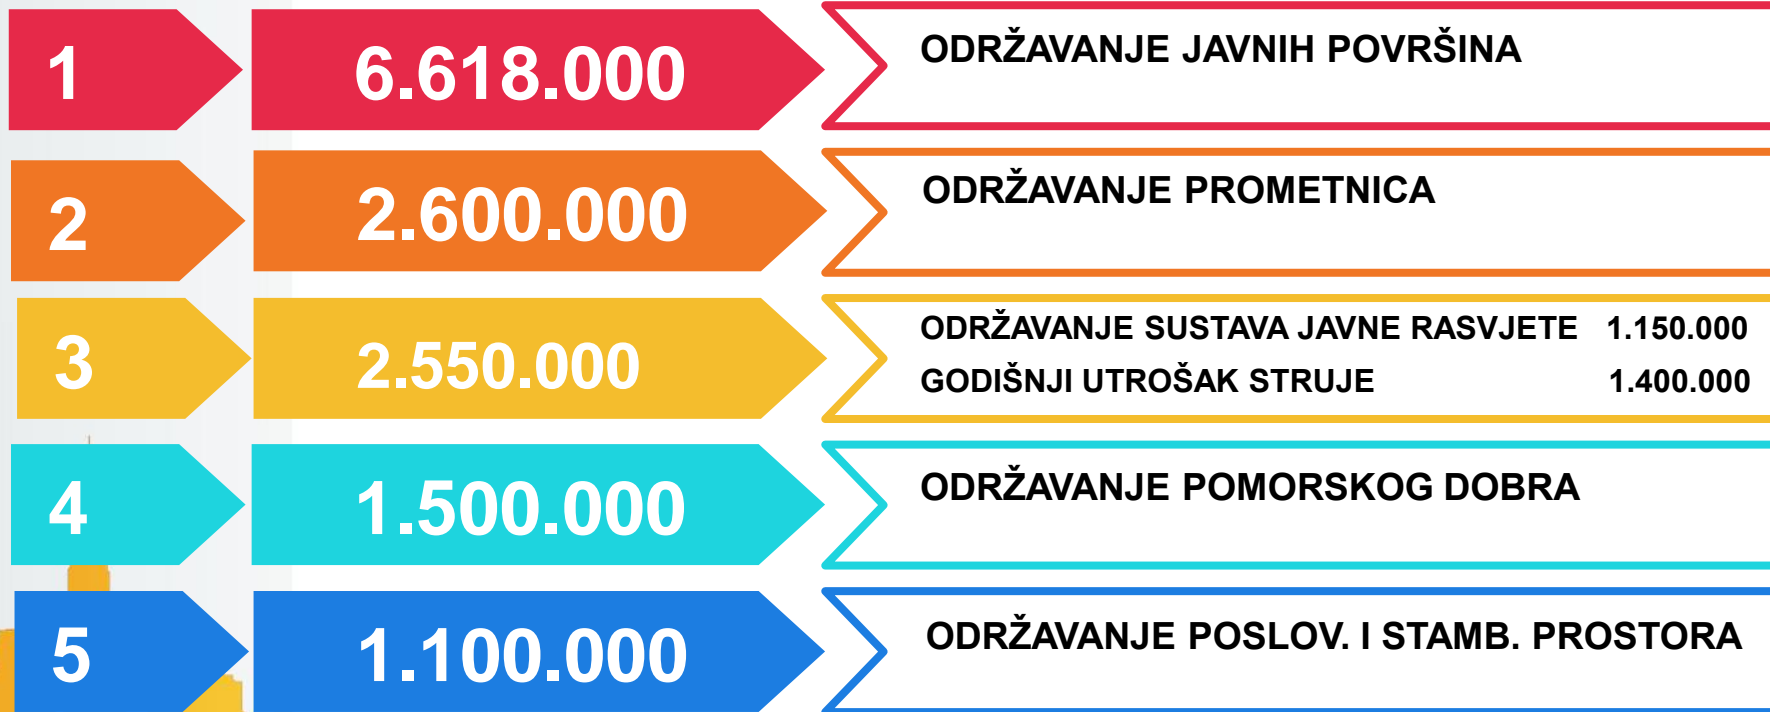 1 6.618.000 ODRŽAVANJE JAVNIH POVRŠINA
2 2.600.000 ODRŽAVANJE PROMETNICA
3 2.550.000 ODRŽAVANJE SUSTAVA JAVNE RASVJETE 1.150.000
GODIŠNJI UTROŠAK STRUJE 1.400.000
4 1.500.000 ODRŽAVANJE POMORSKOG DOBRA
5 1.100.000 ODRŽAVANJE POSLOV. I STAMB. PROSTORA